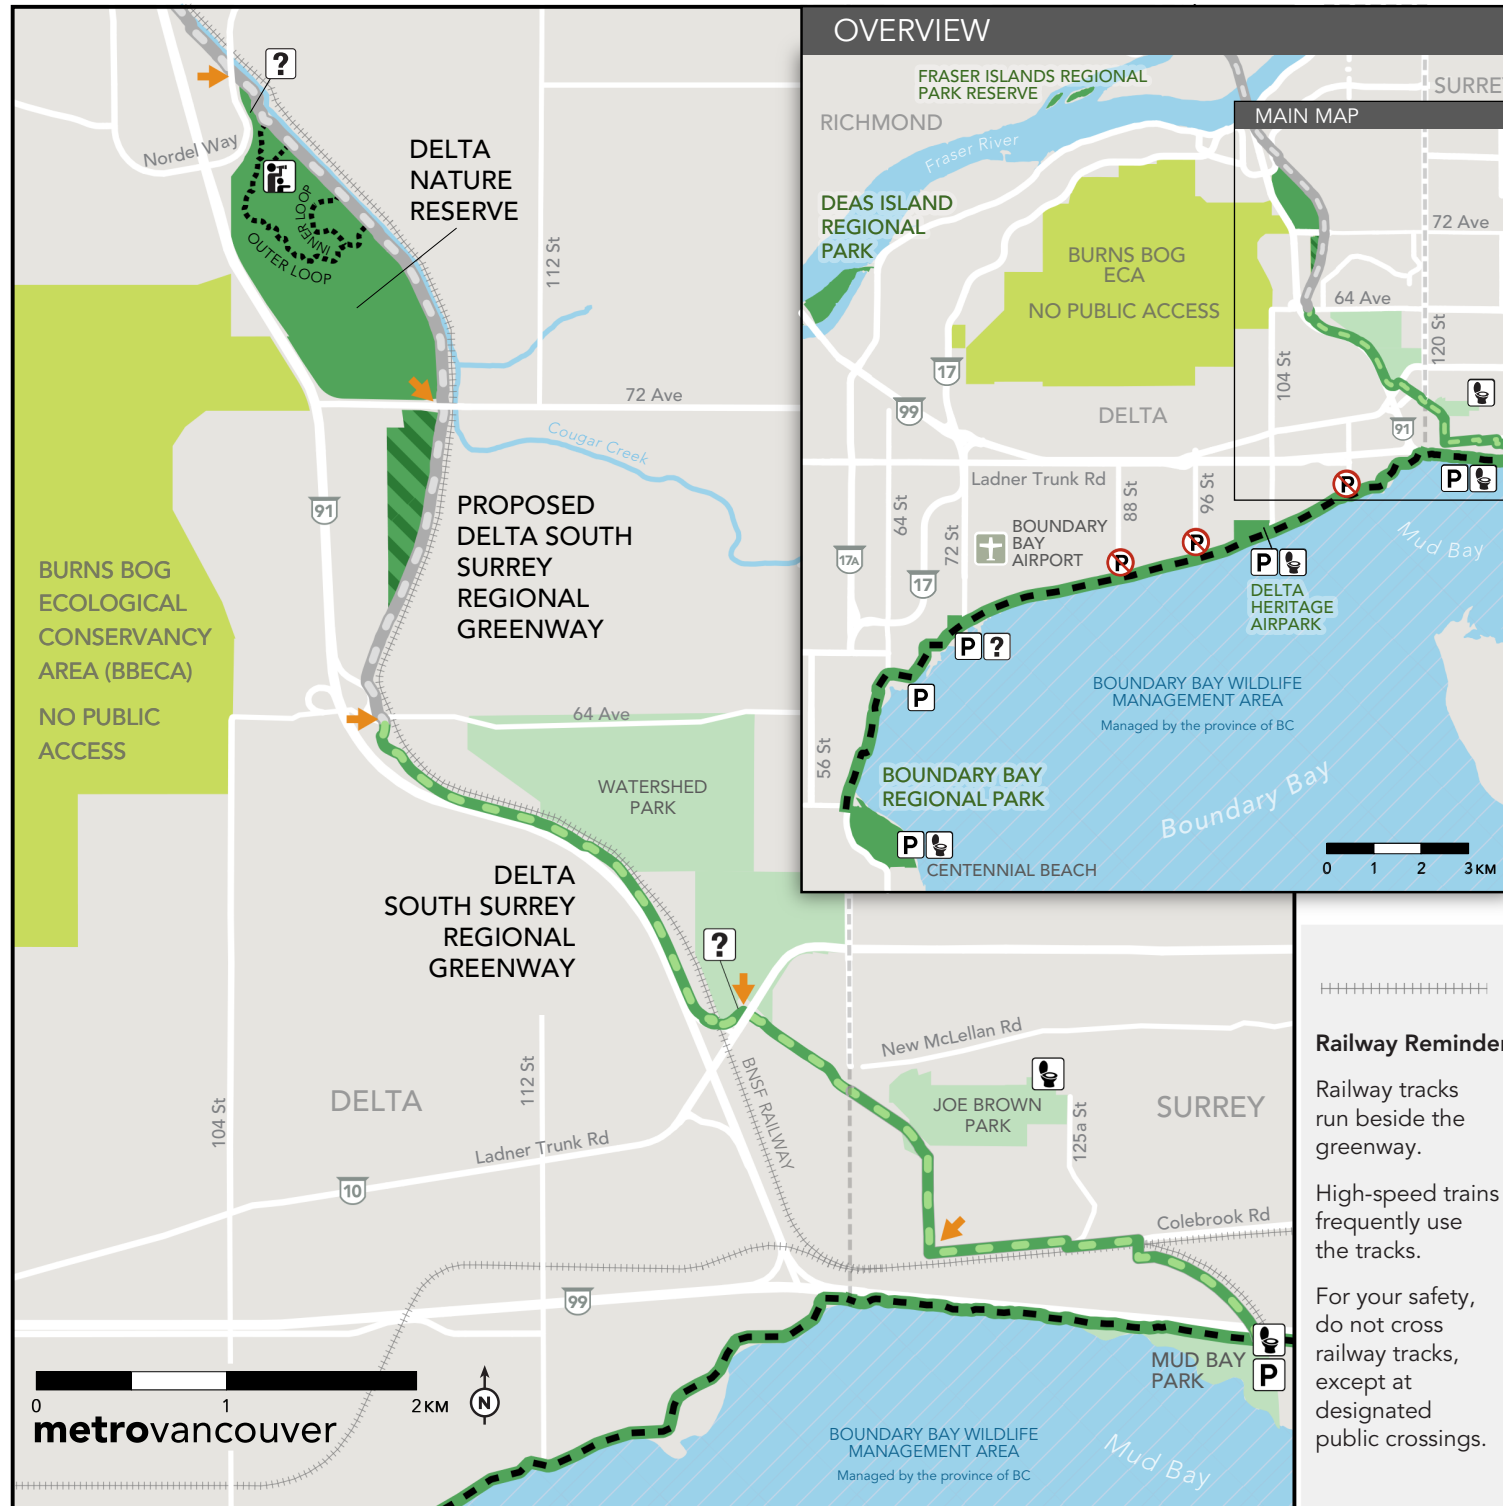 ?
Nordel Way
INNER LOOP
OUTER LOOP
DELTA
NATURE
RESERVE
112 St
72 Ave
Cougar Creek
91
PROPOSED
DELTA SOUTH
SURREY
REGIONAL
GREENWAY
BURNS BOG
ECOLOGICAL
CONSERVANCY
AREA (BBECA)
NO PUBLIC
ACCESS
64 Ave
WATERSHED
PARK
DELTA
SOUTH SURREY
REGIONAL
GREENWAY
?
New McLellan Rd
BNSF RAILWAY
JOE BROWN
PARK
125a St
DELTA
SURREY
104 St
112 St
Ladner Trunk Rd
10
Colebrook Rd
99
MUD BAY
PARK
P
BOUNDARY BAY WILDLIFE
MANAGEMENT AREA
Managed by the province of BC
Mud Bay
0 1 2 KM
N
metrovancouver
OVERVIEW
FRASER ISLANDS REGIONAL
PARK RESERVE
RICHMOND
Fraser River
SURRE
MAIN MAP
DEAS ISLAND
REGIONAL
PARK
BURNS BOG
ECA
NO PUBLIC ACCESS
72 Ave
64 Ave
120 St
104 St
17
99
DELTA
91
Ladner Trunk Rd
P
P
64 St
72 St
88 St
96 St
BOUNDARY
BAY
AIRPORT
P
P
17A
17
P
DELTA
HERITAGE
AIRPARK
Mud Bay
P ?
P
BOUNDARY BAY WILDLIFE
MANAGEMENT AREA
Managed by the province of BC
56 St
BOUNDARY BAY
REGIONAL PARK
Boundary Bay
P
CENTENNIAL BEACH
0 1 2 3 KM
Railway Reminder
Railway tracks
run beside the
greenway.
High-speed trains
frequently use
the tracks.
For your safety,
do not cross
railway tracks,
except at
designated
public crossings.